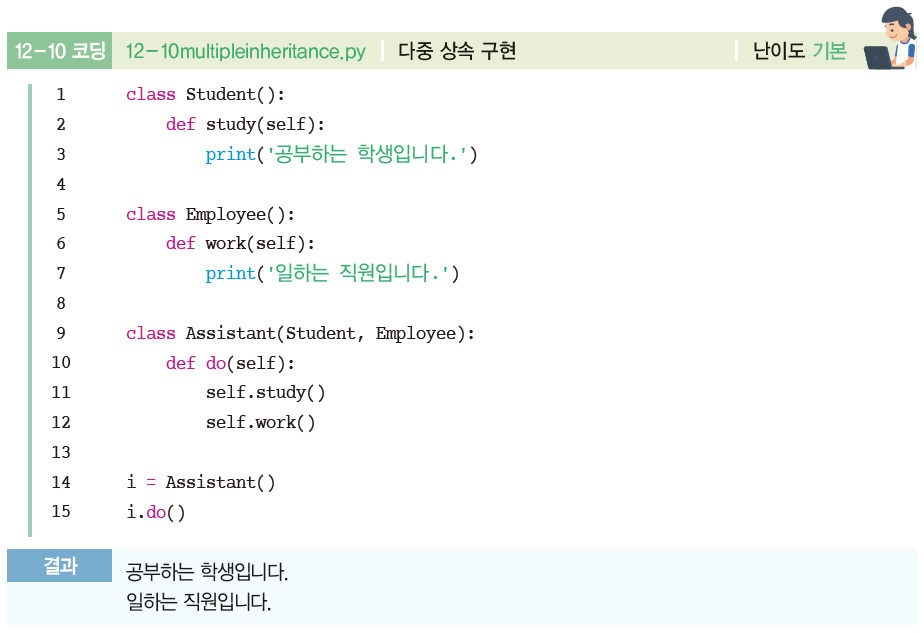 12-10 코딩 12-10multipleinheritance.py 다중 상속 구현 난이도 기본
1 class Student():
2     def study(self):
3         print('공부하는 학생입니다.')
4
5 class Employee():
6     def work(self):
7         print('일하는 직원입니다.')
8
9 class Assistant(Student, Employee):
10     def do(self):
11         self.study()
12         self.work()
13
14 i = Assistant()
15 i.do()
결과 공부하는 학생입니다.
일하는 직원입니다.